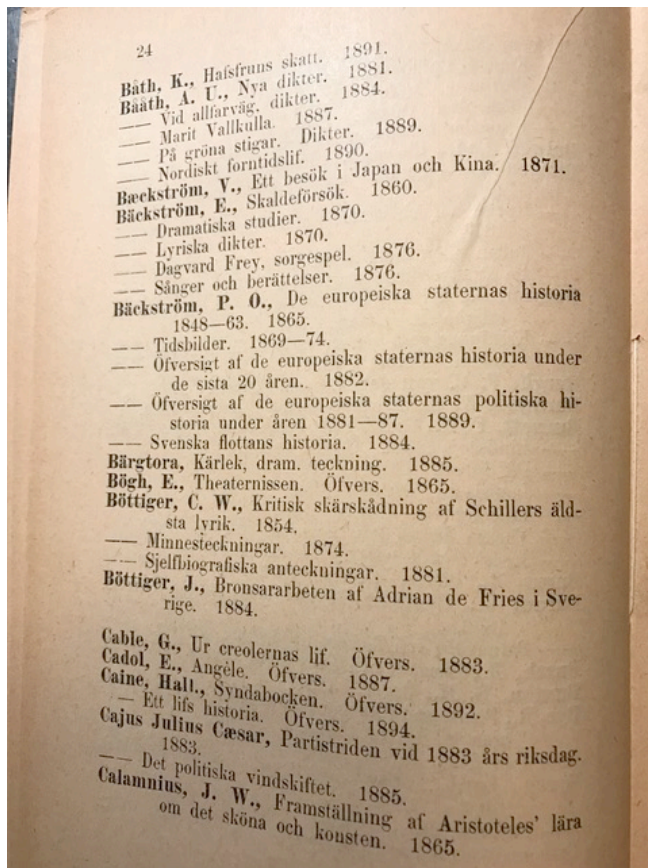 24
Båth, K., Hafsfruns skatt. 1891.
Bååth, A. U., Nya dikter. 1881.
—— Vid allfarväg, dikter. 1884.
—— Marit Vallkulla. 1887.
—— På gröna stigar. Dikter. 1889.
—— Nordiskt forntidslif. 1890.
Bæckström, V., Ett besök i Japan och Kina. 1871.
Bäckström, E., Skaldeförsök. 1860.
—— Dramatiska studier. 1870.
—— Lyriska dikter. 1870.
—— Dagvard Frey, sorgespel. 1876.
—— Sånger och berättelser. 1876.
Bäckström, P. O., De europeiska staternas historia
1848—63. 1865.
—— Tidsbilder. 1869—74.
—— Öfversigt af de europeiska staternas historia under
de sista 20 åren. 1882.
—— Öfversigt af de europeiska staternas politiska hi-
storia under åren 1881—87. 1889.
—— Svenska flottans historia. 1884.
Bärgtora, Kärlek, dram. teckning. 1885.
Bögh, E., Theaternissen. Öfvers. 1865.
Böttiger, C. W., Kritisk skärskådning af Schillers äld-
sta lyrik. 1854.
—— Minnesteckningar. 1874.
—— Sjelfbiografiska anteckningar. 1881.
Böttiger, J., Bronsararbeten af Adrian de Fries i Sve-
rige. 1884.
Cable, G., Ur creolernas lif. Öfvers. 1883.
Cadol, E., Angèle. Öfvers. 1887.
Caine, Hall., Syndabocken. Öfvers. 1892.
— Ett lifs historia. Öfvers. 1894.
Cajus Julius Cæsar, Partistriden vid 1883 års riksdag.
1883.
—— Det politiska vindskiftet. 1885.
Calamnius, J. W., Framställning af Aristoteles' lära
om det sköna och konsten. 1865.